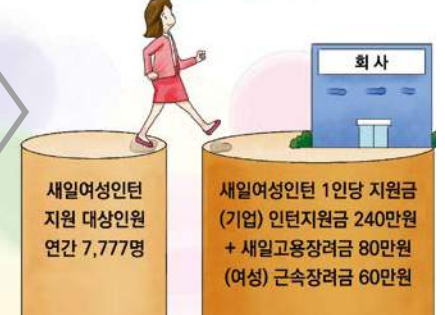 회사
새일여성인턴
지원 대상인원
연간 7,777명
새일여성인턴 1인당 지원금
(기업) 인턴지원금 240만원
+ 새일고용장려금 80만원
(여성) 근속장려금 60만원